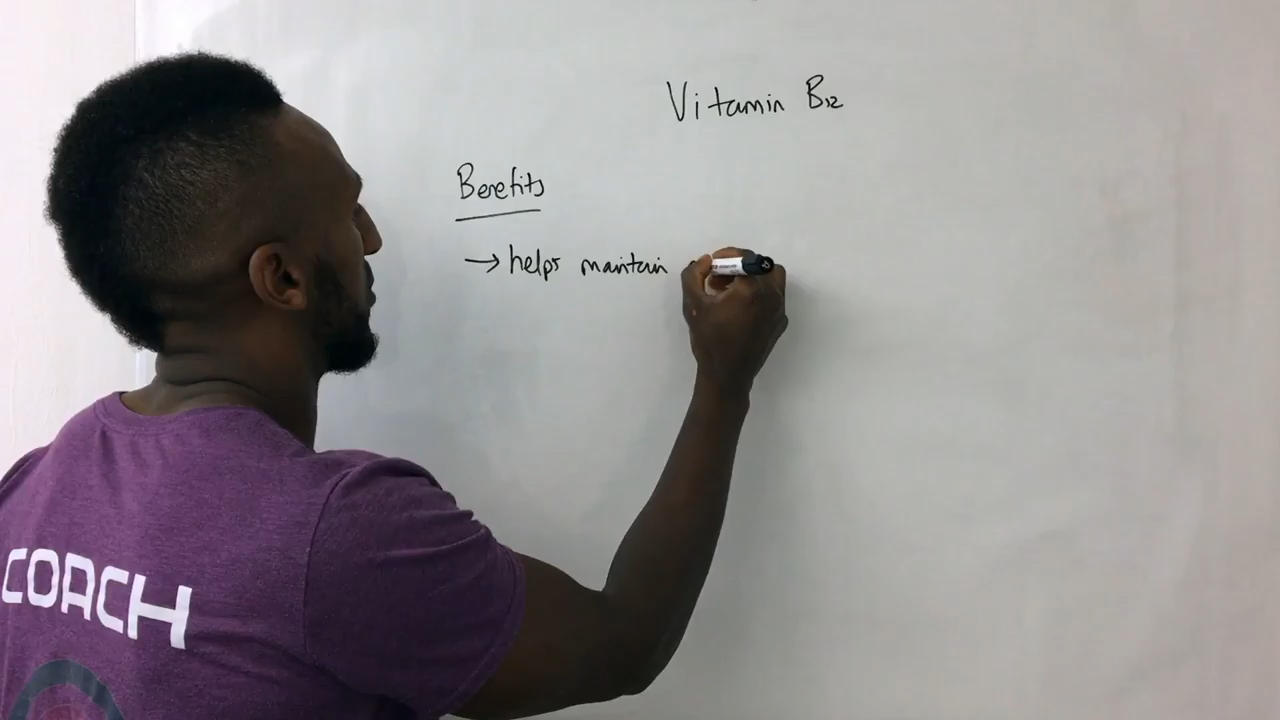 Vitamin B12
Benefits
→ helps maintain
COACH